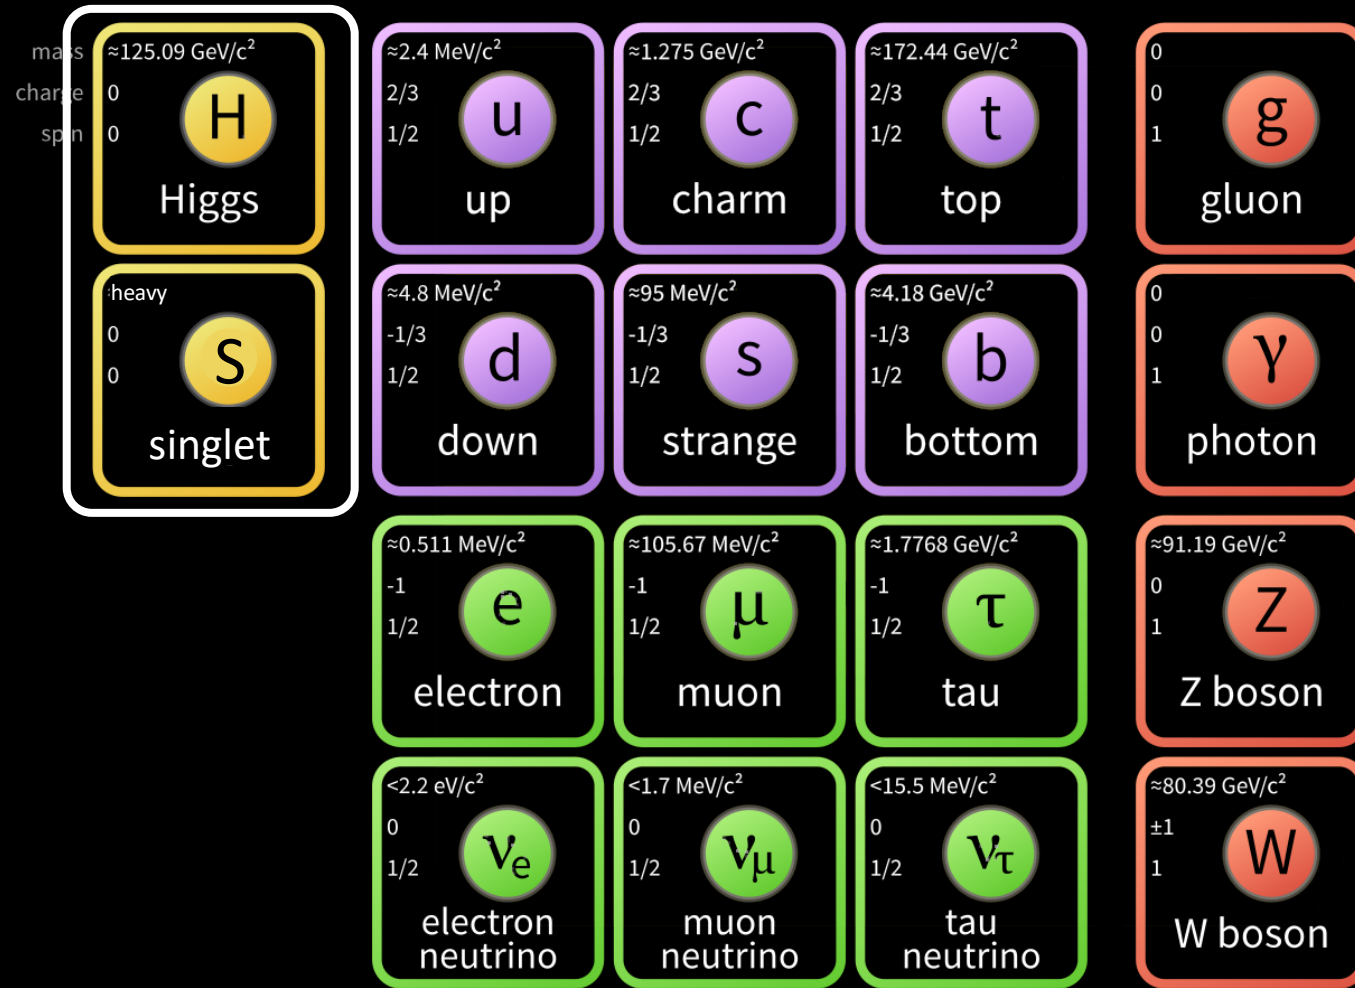 mass
charge
spin
≈125.09 GeV/c²
0
0
H
Higgs
≈2.4 MeV/c²
2/3
1/2
u
up
≈1.275 GeV/c²
2/3
1/2
c
charm
≈172.44 GeV/c²
2/3
1/2
t
top
0
0
1
g
gluon
heavy
0
0
S
singlet
≈4.8 MeV/c²
-1/3
1/2
d
down
≈95 MeV/c²
-1/3
1/2
s
strange
≈4.18 GeV/c²
-1/3
1/2
b
bottom
0
0
1
γ
photon
≈0.511 MeV/c²
-1
1/2
e
electron
≈105.67 MeV/c²
-1
1/2
μ
muon
≈1.7768 GeV/c²
-1
1/2
τ
tau
≈91.19 GeV/c²
0
1
Z
Z boson
<2.2 eV/c²
0
1/2
νe
electron
neutrino
<1.7 MeV/c²
0
1/2
νμ
muon
neutrino
<15.5 MeV/c²
0
1/2
ντ
tau
neutrino
≈80.39 GeV/c²
±1
1
W
W boson